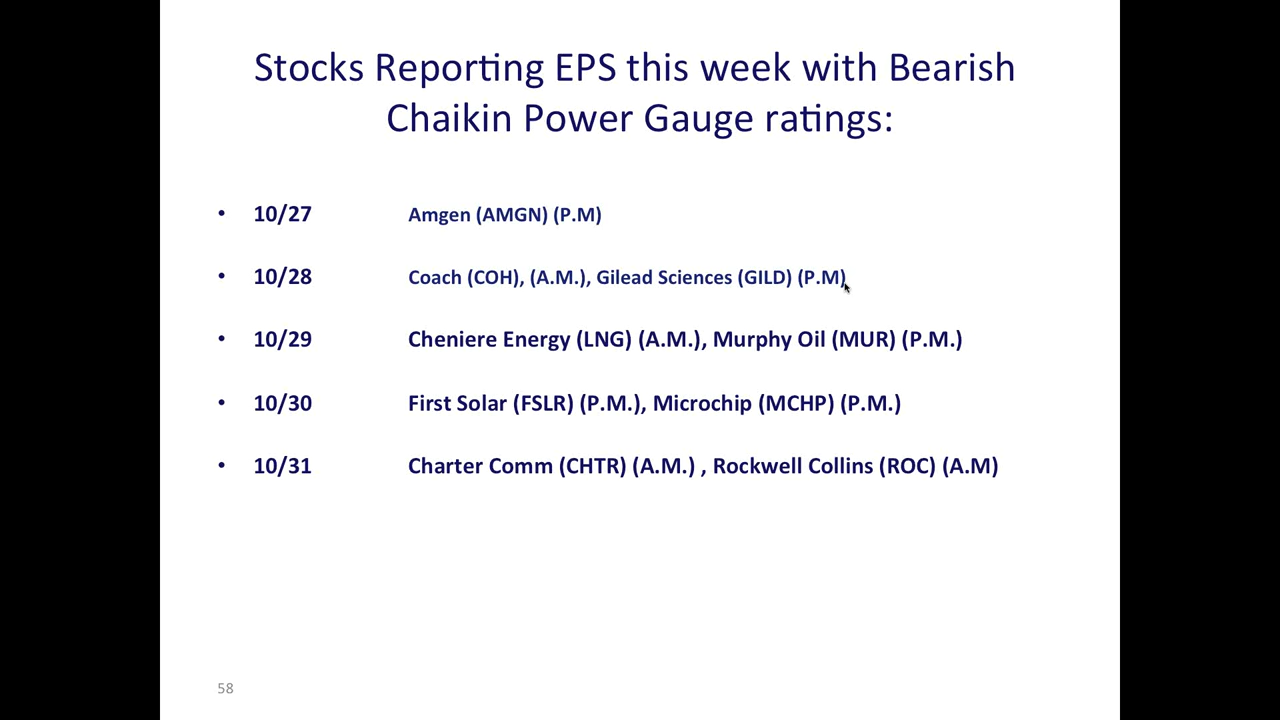 Stocks Reporting EPS this week with Bearish
Chaikin Power Gauge ratings:
• 10/27 Amgen (AMGN) (P.M)
• 10/28 Coach (COH), (A.M.), Gilead Sciences (GILD) (P.M)
• 10/29 Cheniere Energy (LNG) (A.M.), Murphy Oil (MUR) (P.M.)
• 10/30 First Solar (FSLR) (P.M.), Microchip (MCHP) (P.M.)
• 10/31 Charter Comm (CHTR) (A.M.) , Rockwell Collins (ROC) (A.M)
58